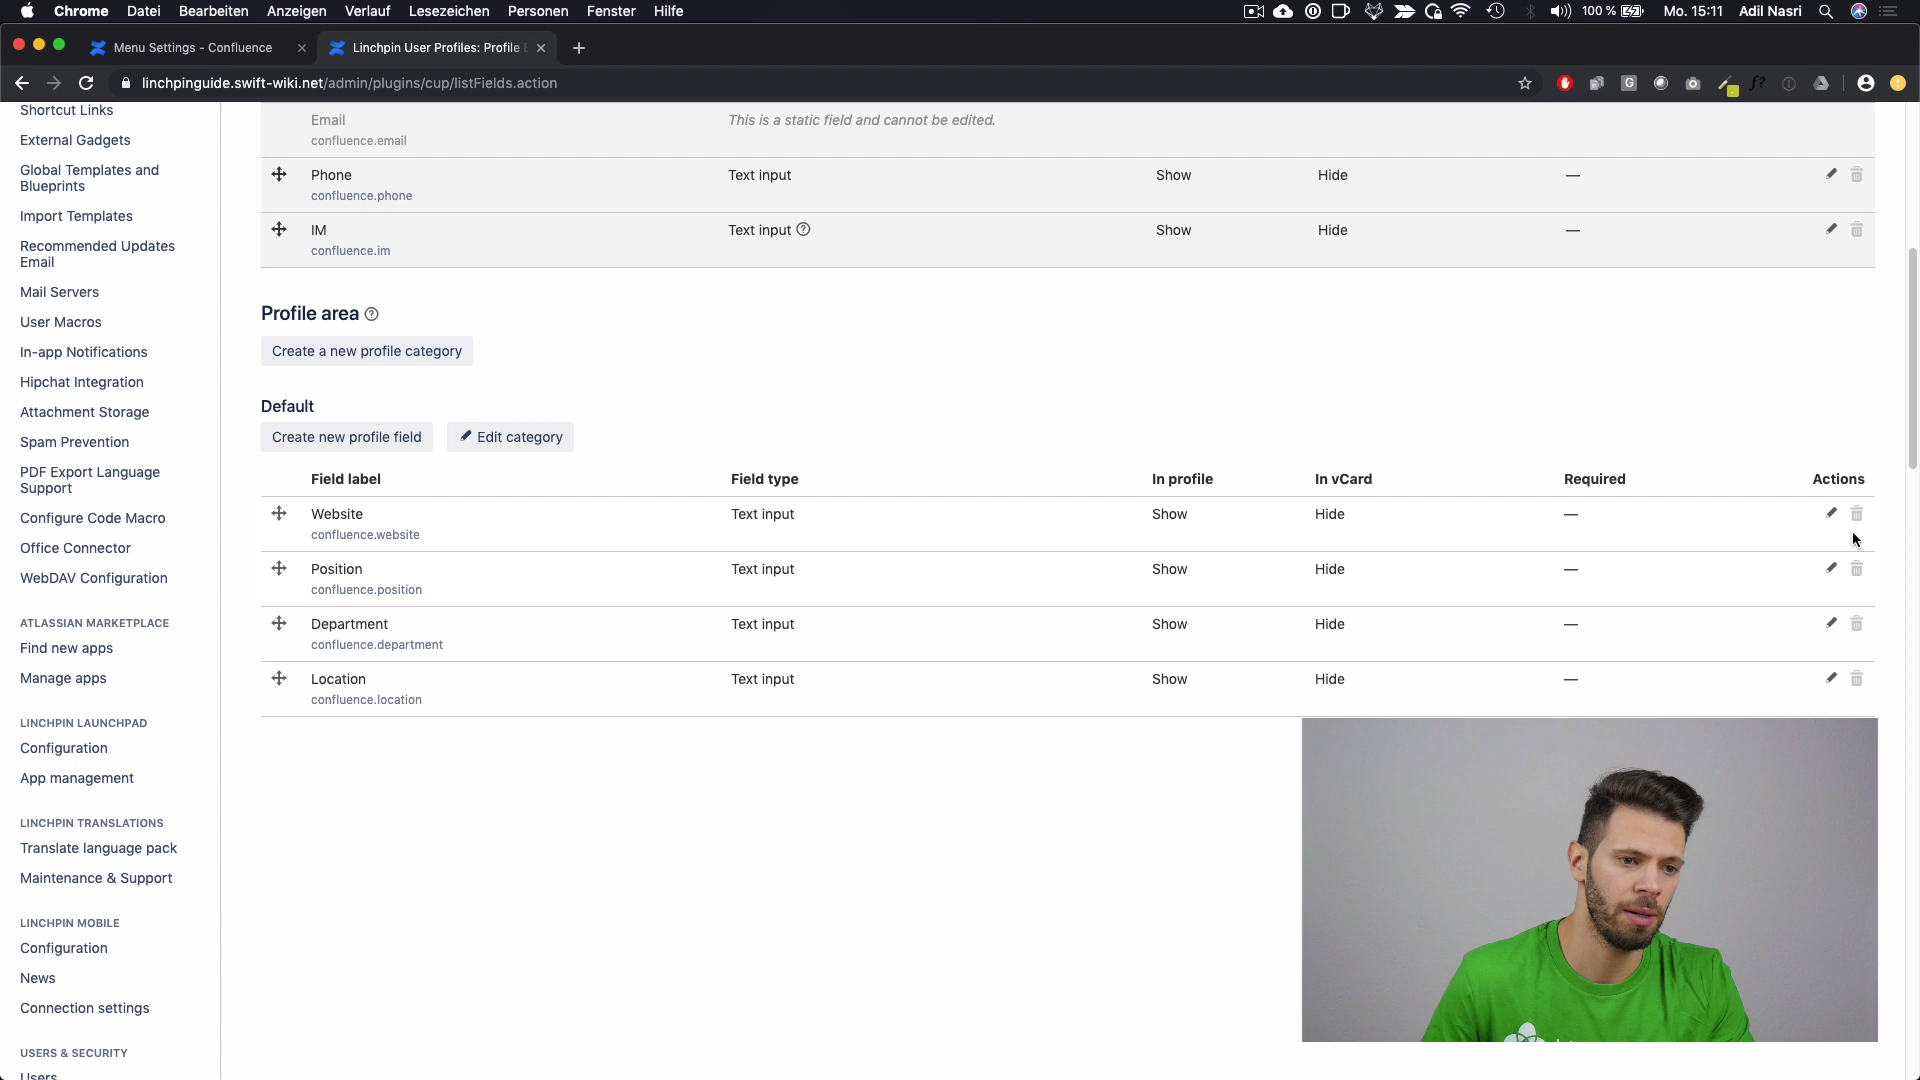 Chrome Datei Bearbeiten Anzeigen Verlauf Lesezeichen Personen Fenster Hilfe 100 % Mo. 15:11 Adil Nasri
Menu Settings - Confluence Linchpin User Profiles: Profile
linchpinguide.swift-wiki.net/admin/plugins/cup/listFields.action
Shortcut Links
External Gadgets
Global Templates and
Blueprints
Import Templates
Recommended Updates
Email
Mail Servers
User Macros
In-app Notifications
Hipchat Integration
Attachment Storage
Spam Prevention
PDF Export Language
Support
Configure Code Macro
Office Connector
WebDAV Configuration
ATLASSIAN MARKETPLACE
Find new apps
Manage apps
LINCHPIN LAUNCHPAD
Configuration
App management
LINCHPIN TRANSLATIONS
Translate language pack
Maintenance & Support
LINCHPIN MOBILE
Configuration
News
Connection settings
USERS & SECURITY
Users
Email This is a static field and cannot be edited.
confluence.email
Phone Text input Show Hide —
confluence.phone
IM Text input Show Hide —
confluence.im
Profile area
Create a new profile category
Default
Create new profile field Edit category
Field label Field type In profile In vCard Required Actions
Website Text input Show Hide —
confluence.website
Position Text input Show Hide —
confluence.position
Department Text input Show Hide —
confluence.department
Location Text input Show Hide —
confluence.location